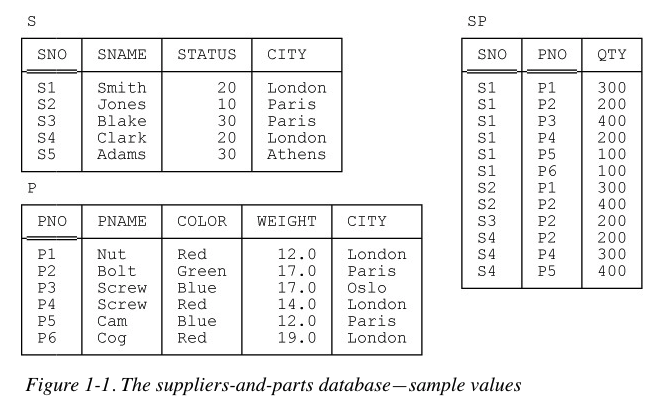 S
SNO SNAME STATUS CITY
S1 Smith 20 London
S2 Jones 10 Paris
S3 Blake 30 Paris
S4 Clark 20 London
S5 Adams 30 Athens
P
PNO PNAME COLOR WEIGHT CITY
P1 Nut Red 12.0 London
P2 Bolt Green 17.0 Paris
P3 Screw Blue 17.0 Oslo
P4 Screw Red 14.0 London
P5 Cam Blue 12.0 Paris
P6 Cog Red 19.0 London
SP
SNO PNO QTY
S1 P1 300
S1 P2 200
S1 P3 400
S1 P4 200
S1 P5 100
S1 P6 100
S2 P1 300
S2 P2 400
S3 P2 200
S4 P2 200
S4 P4 300
S4 P5 400
Figure 1-1. The suppliers-and-parts database—sample values